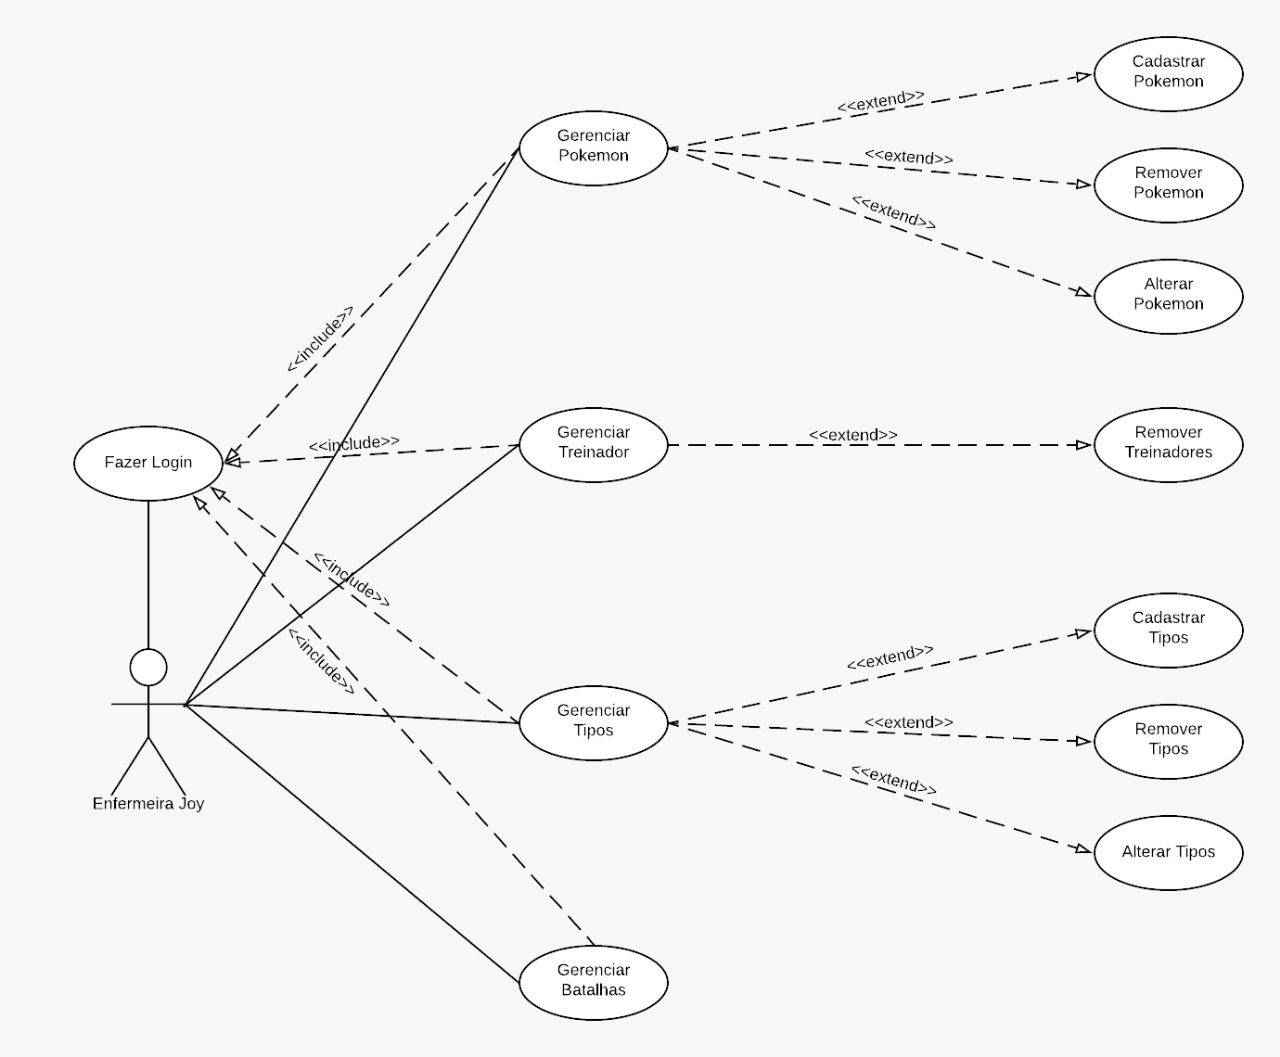 Cadastrar
Pokemon
<<extend>>
Gerenciar
Pokemon
<<extend>>
Remover
Pokemon
<<extend>>
Alterar
Pokemon
<<include>>
Fazer Login
<<include>>
Gerenciar
Treinador
<<extend>>
Remover
Treinadores
<<include>>
<<include>>
Cadastrar
Tipos
<<extend>>
Gerenciar
Tipos
<<extend>>
Remover
Tipos
<<extend>>
Alterar Tipos
Enfermeira Joy
Gerenciar
Batalhas